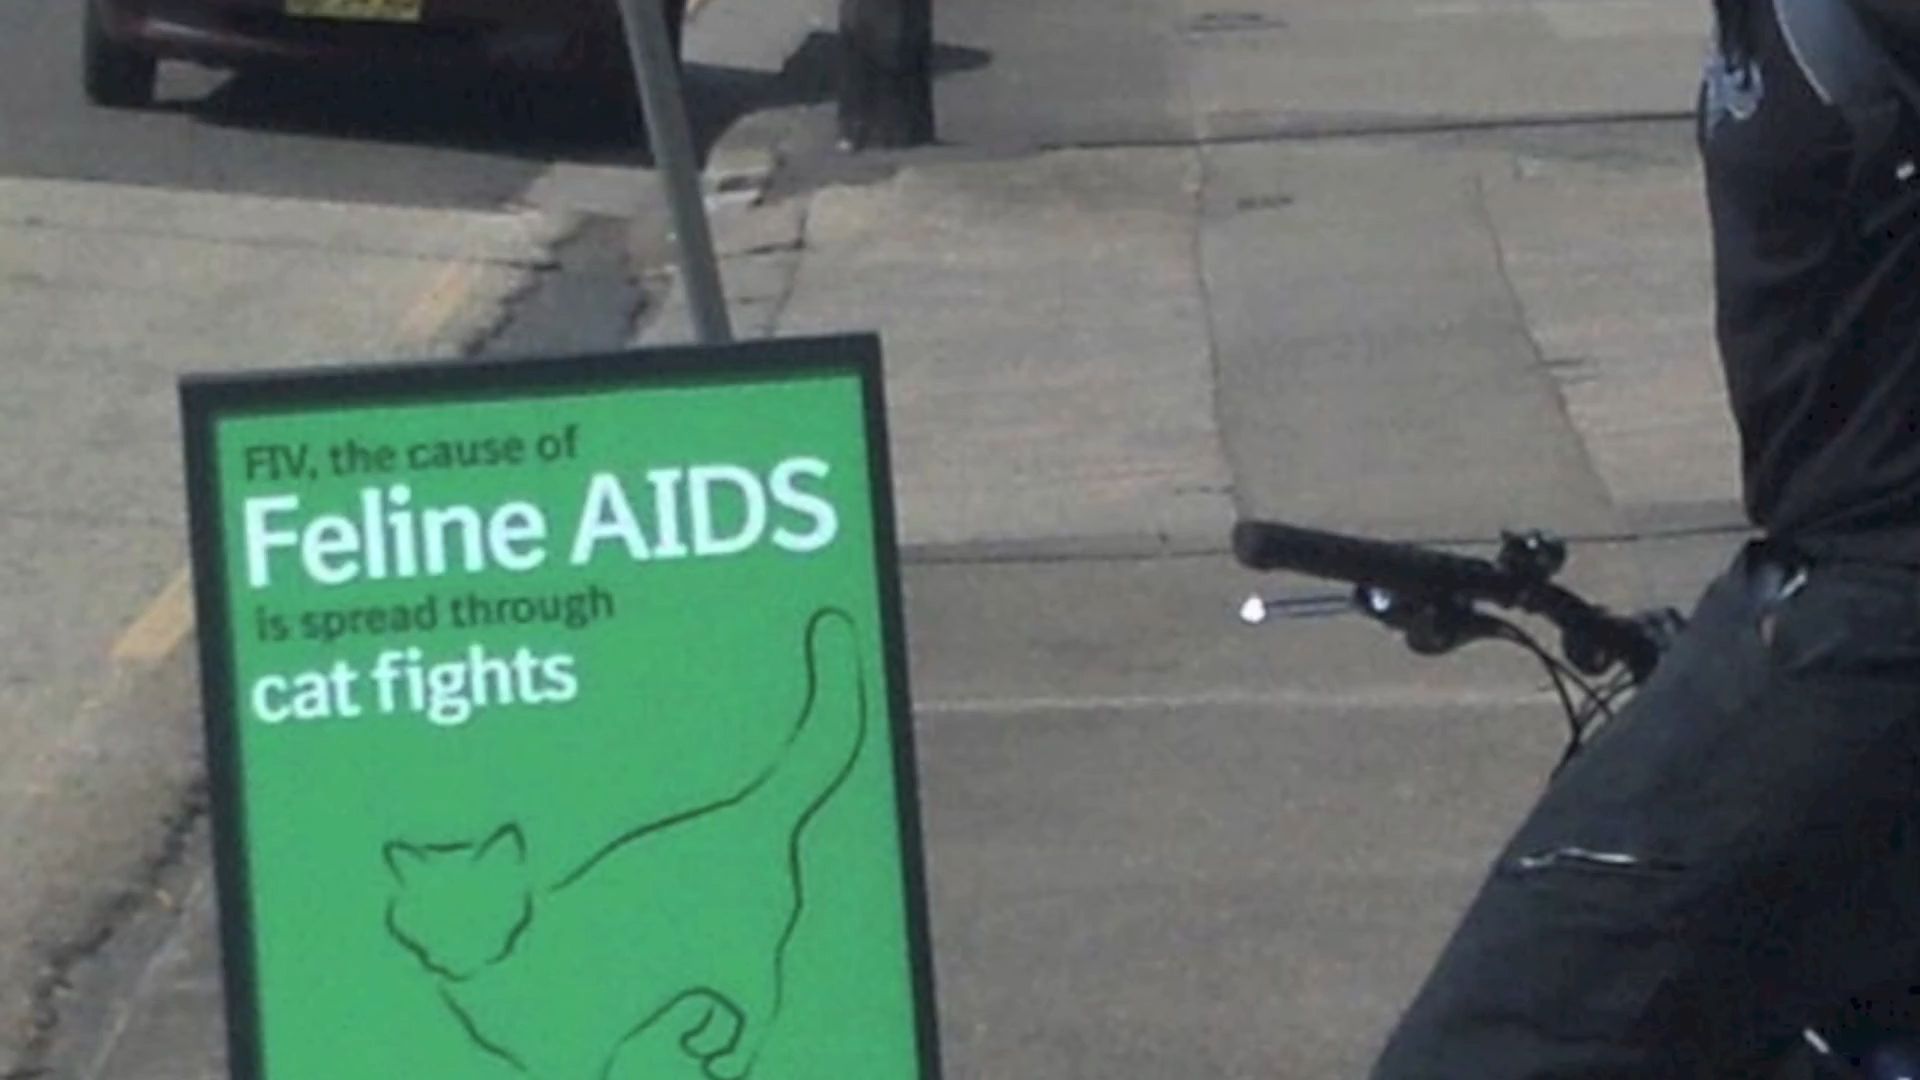 FIV, the cause of
Feline AIDS
is spread through
cat fights